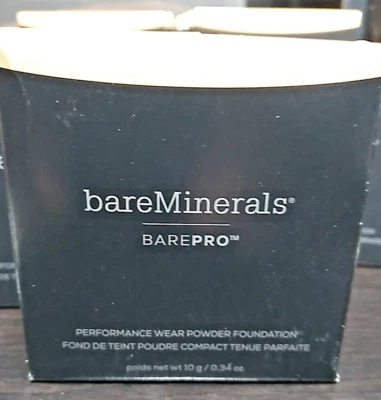 bareMinerals®
BAREPRO™
PERFORMANCE WEAR POWDER FOUNDATION
FOND DE TEINT POUDRE COMPACT TENUE PARFAITE
poids net wt 10 g / 0.34 oz.